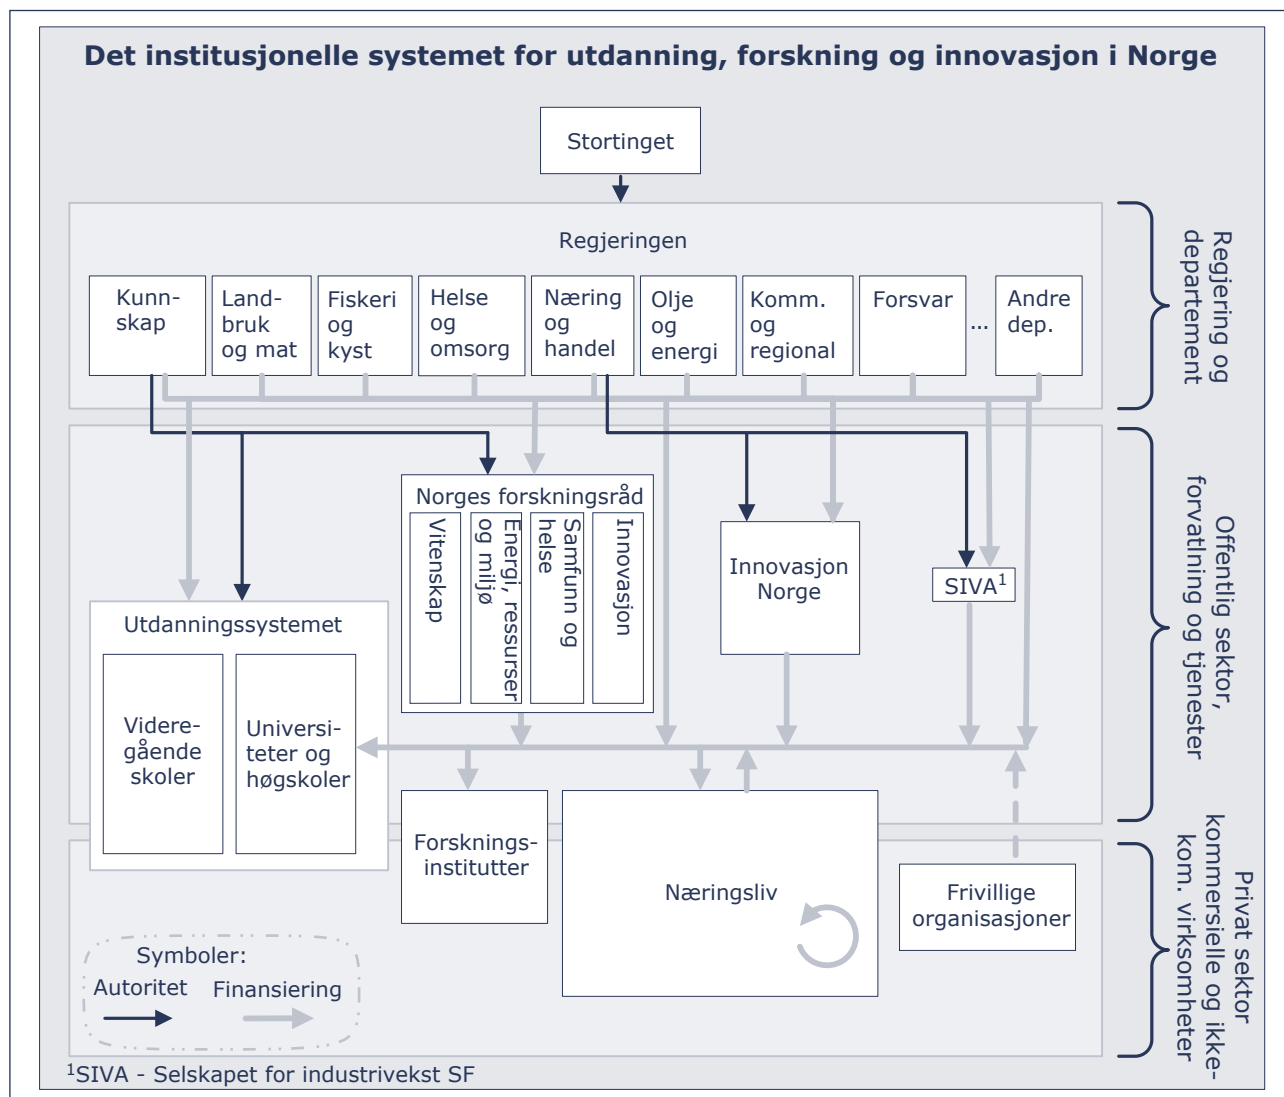 Det institusjonelle systemet for utdanning, forskning og innovasjon i Norge
Stortinget
Regjeringen
Kunn-
skap
Land-
bruk
og mat
Fiskeri
og
kyst
Helse
og
omsorg
Næring
og
handel
Olje
og
energi
Komm.
og
regional
Forsvar
...
Andre
dep.
Regjering og
departement
Norges forskningsråd
Vitenskap
Energi, ressurser
og miljø
Samfunn og
helse
Innovasjon
Innovasjon
Norge
SIVA¹
Offentlig sektor,
forvatlning og tjenester
Utdanningssystemet
Videre-
gående
skoler
Universi-
teter og
høgskoler
Forsknings-
institutter
Næringsliv
Frivillige
organisasjoner
Privat sektor
kommersielle og ikke-
kom. virksomheter
Symboler:
Autoritet
Finansiering
¹SIVA - Selskapet for industrivekst SF